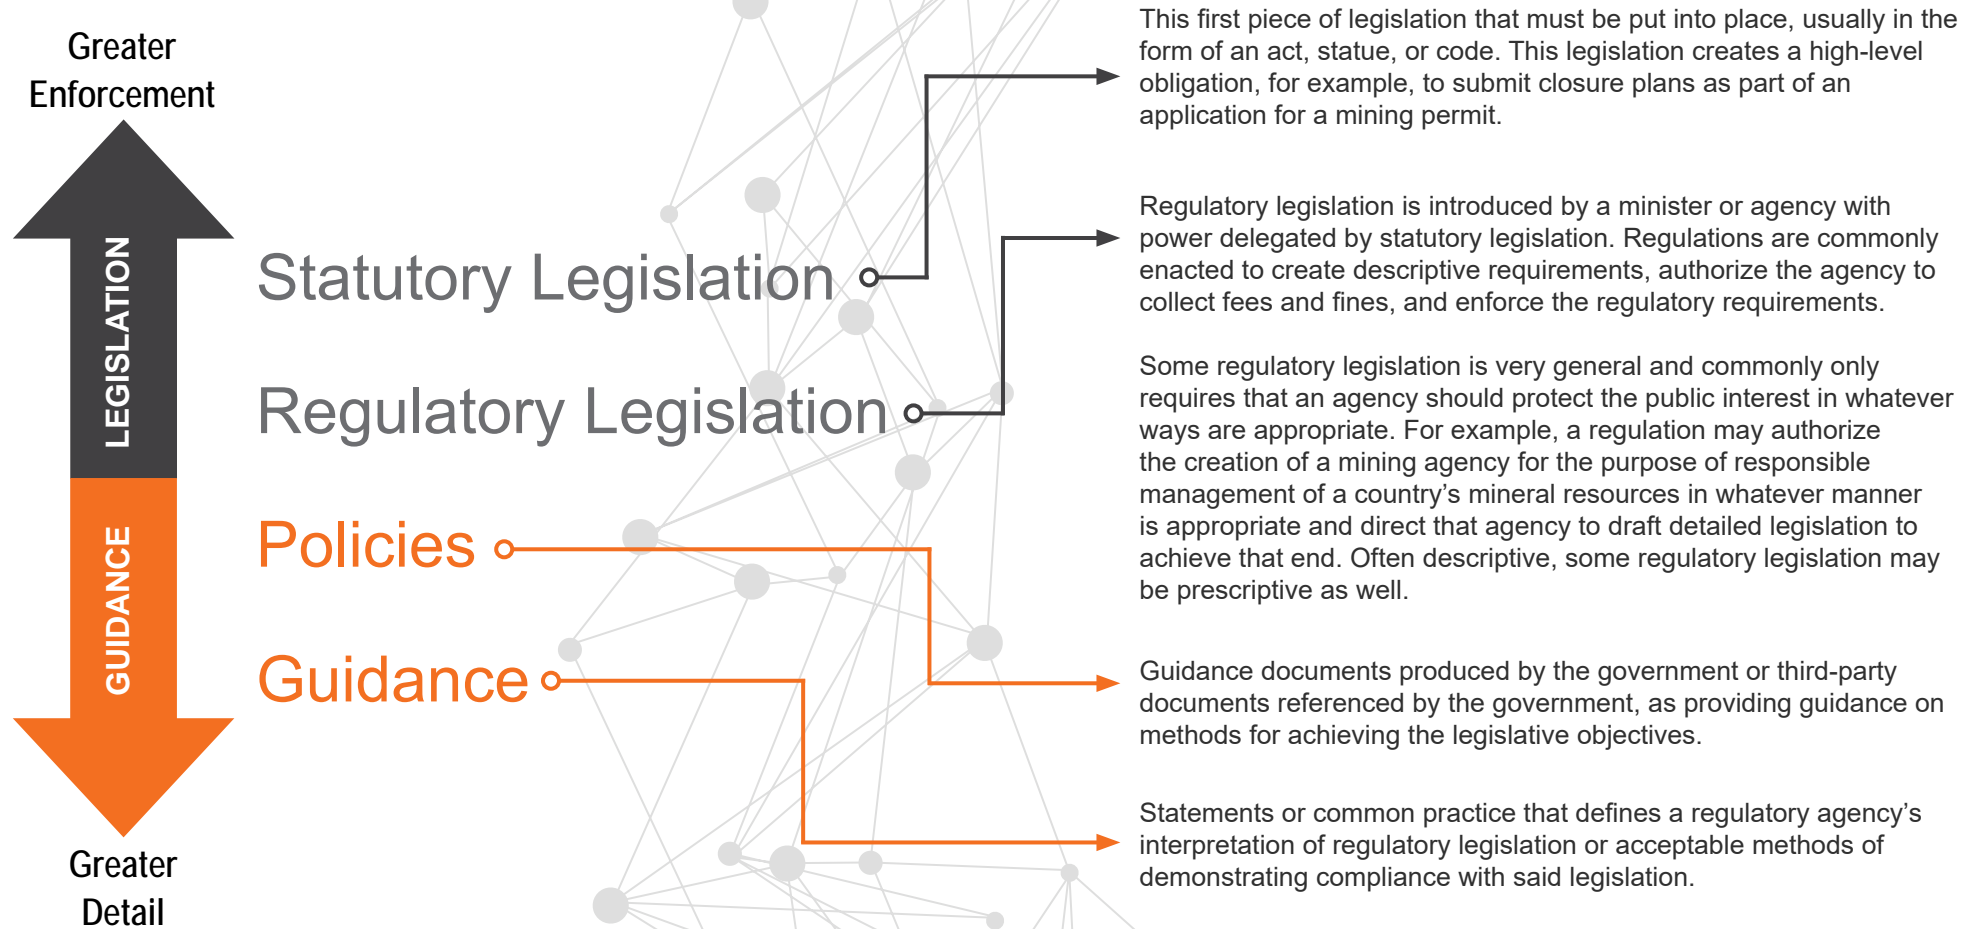 Greater
Enforcement
LEGISLATION
GUIDANCE
Greater
Detail
Statutory Legislation
Regulatory Legislation
Policies
Guidance
This first piece of legislation that must be put into place, usually in the
form of an act, statue, or code. This legislation creates a high-level
obligation, for example, to submit closure plans as part of an
application for a mining permit.
Regulatory legislation is introduced by a minister or agency with
power delegated by statutory legislation. Regulations are commonly
enacted to create descriptive requirements, authorize the agency to
collect fees and fines, and enforce the regulatory requirements.
Some regulatory legislation is very general and commonly only
requires that an agency should protect the public interest in whatever
ways are appropriate. For example, a regulation may authorize
the creation of a mining agency for the purpose of responsible
management of a country’s mineral resources in whatever manner
is appropriate and direct that agency to draft detailed legislation to
achieve that end. Often descriptive, some regulatory legislation may
be prescriptive as well.
Guidance documents produced by the government or third-party
documents referenced by the government, as providing guidance on
methods for achieving the legislative objectives.
Statements or common practice that defines a regulatory agency’s
interpretation of regulatory legislation or acceptable methods of
demonstrating compliance with said legislation.